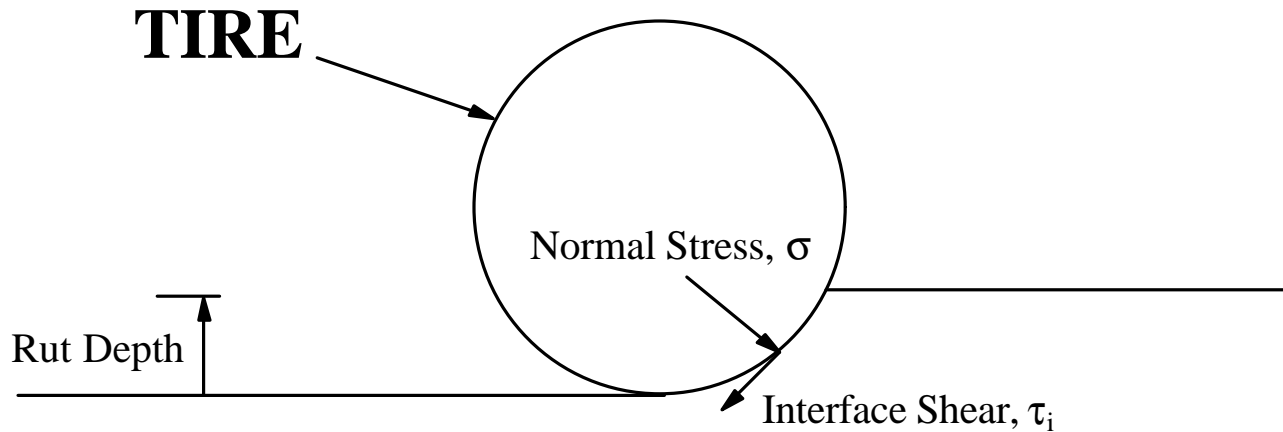 TIRE
Normal Stress, σ
Rut Depth
Interface Shear, τi